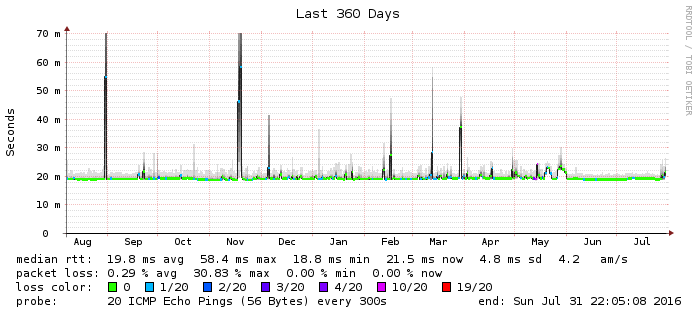 Last 360 Days
RRDTOOL / TOBI OETIKER
Seconds
70 m
60 m
50 m
40 m
30 m
20 m
10 m
0
Aug Sep Oct Nov Dec Jan Feb Mar Apr May Jun Jul
median rtt: 19.8 ms avg 58.4 ms max 18.8 ms min 21.5 ms now 4.8 ms sd 4.2 am/s
packet loss: 0.29 % avg 30.83 % max 0.00 % min 0.00 % now
loss color: 0 1/20 2/20 3/20 4/20 10/20 19/20
probe: 20 ICMP Echo Pings (56 Bytes) every 300s end: Sun Jul 31 22:05:08 2016